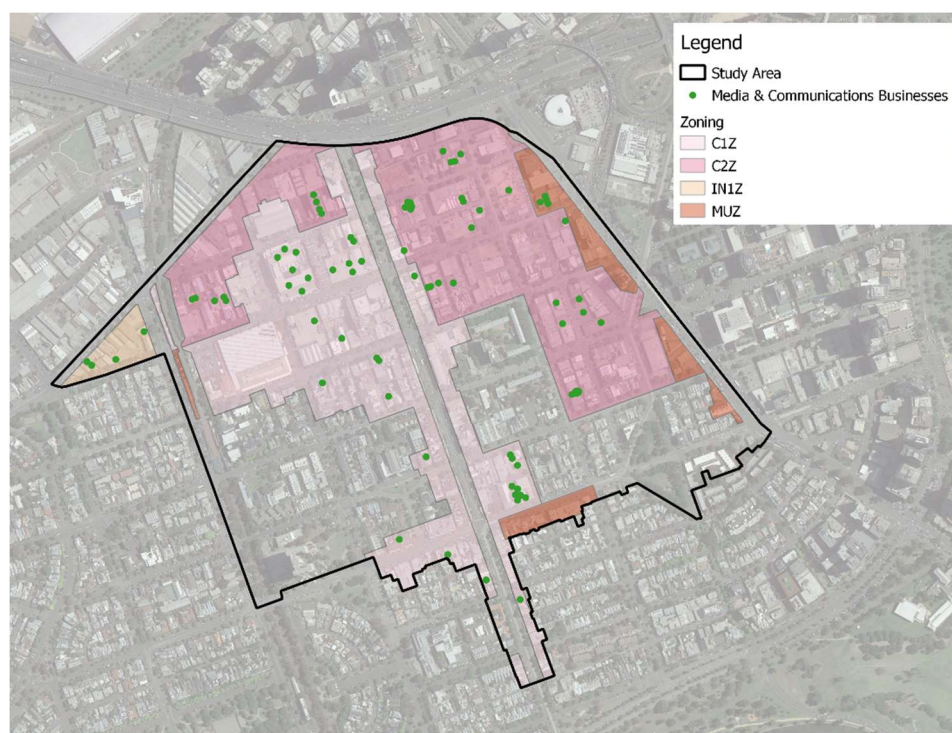 Legend
Study Area
Media & Communications Businesses
Zoning
C1Z
C2Z
IN1Z
MUZ